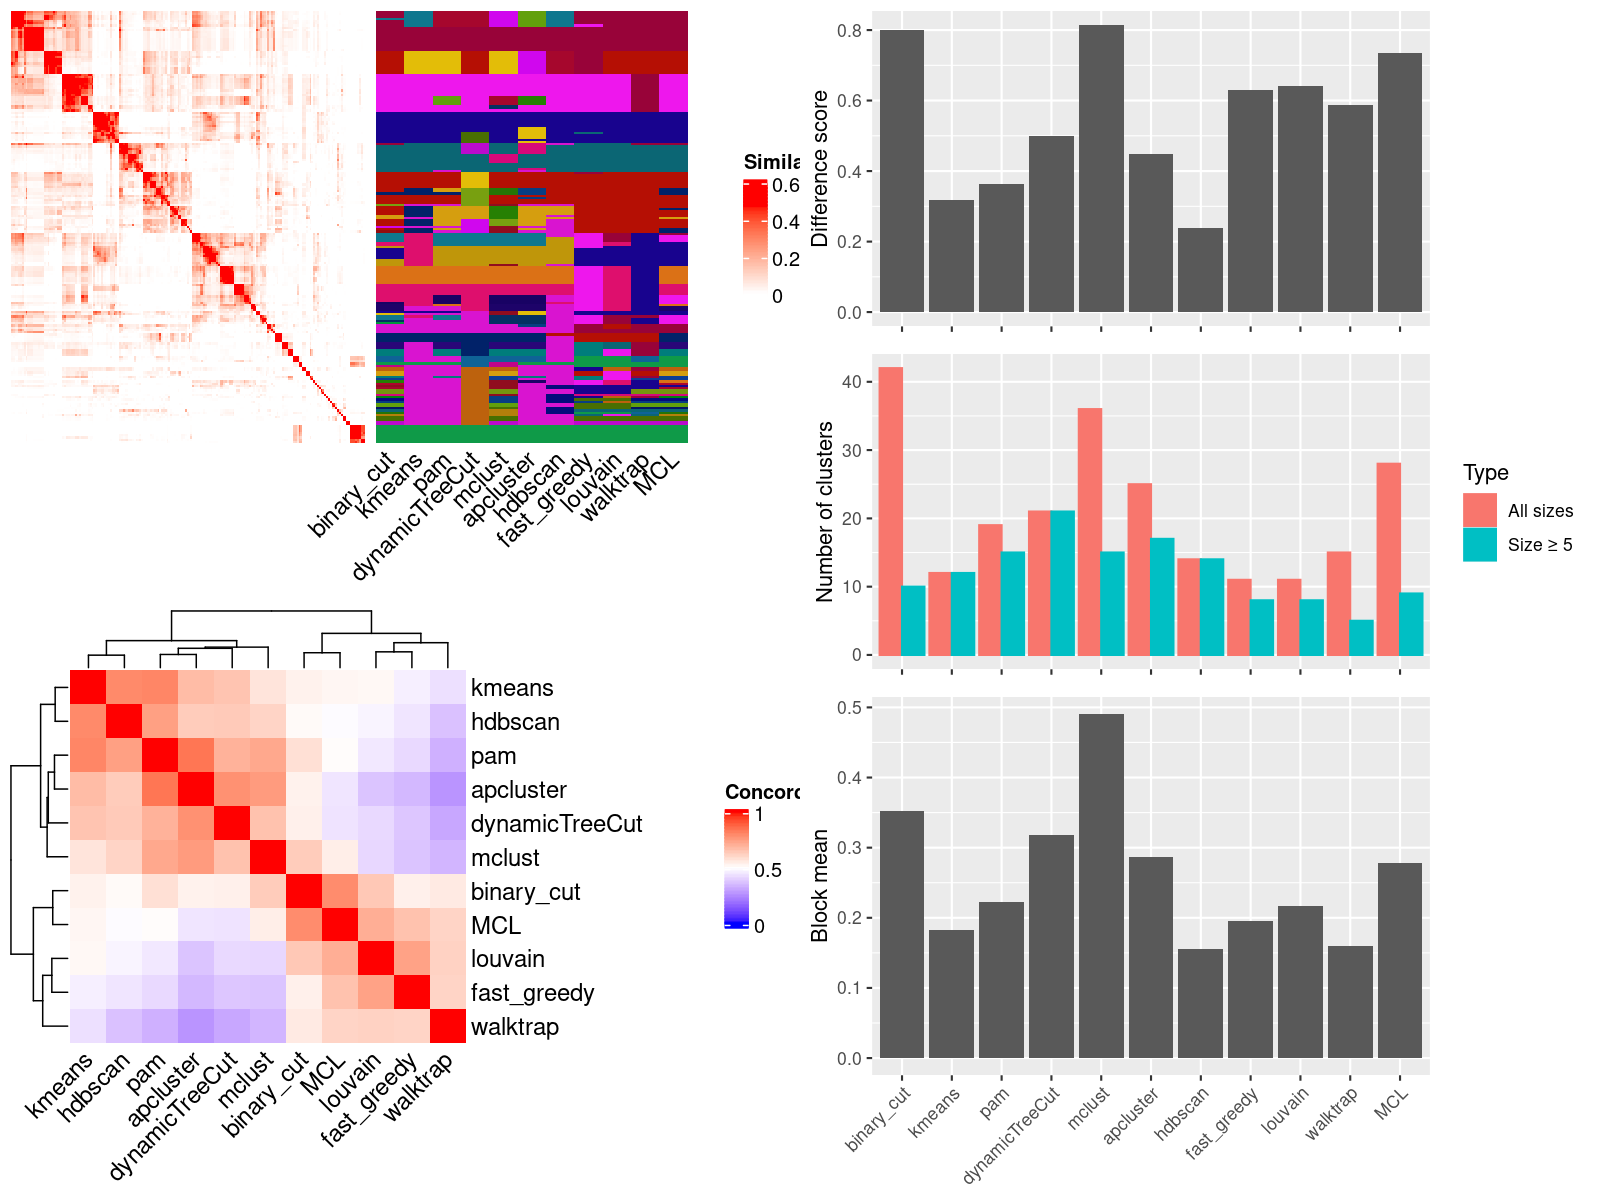 Simila
0.6
0.4
0.2
0
binary_cut
kmeans
pam
dynamicTreeCut
mclust
apcluster
hdbscan
fast_greedy
louvain
walktrap
MCL
kmeans
hdbscan
pam
apcluster
dynamicTreeCut
mclust
binary_cut
MCL
louvain
fast_greedy
walktrap
kmeans
hdbscan
pam
apcluster
dynamicTreeCut
mclust
binary_cut
MCL
louvain
fast_greedy
walktrap
Concord
1
0.5
0
Difference score
0.8
0.6
0.4
0.2
0.0
Number of clusters
40
30
20
10
0
Type
All sizes
Size ≥ 5
Block mean
0.5
0.4
0.3
0.2
0.1
0.0
binary_cut
kmeans
pam
dynamicTreeCut
mclust
apcluster
hdbscan
fast_greedy
louvain
walktrap
MCL